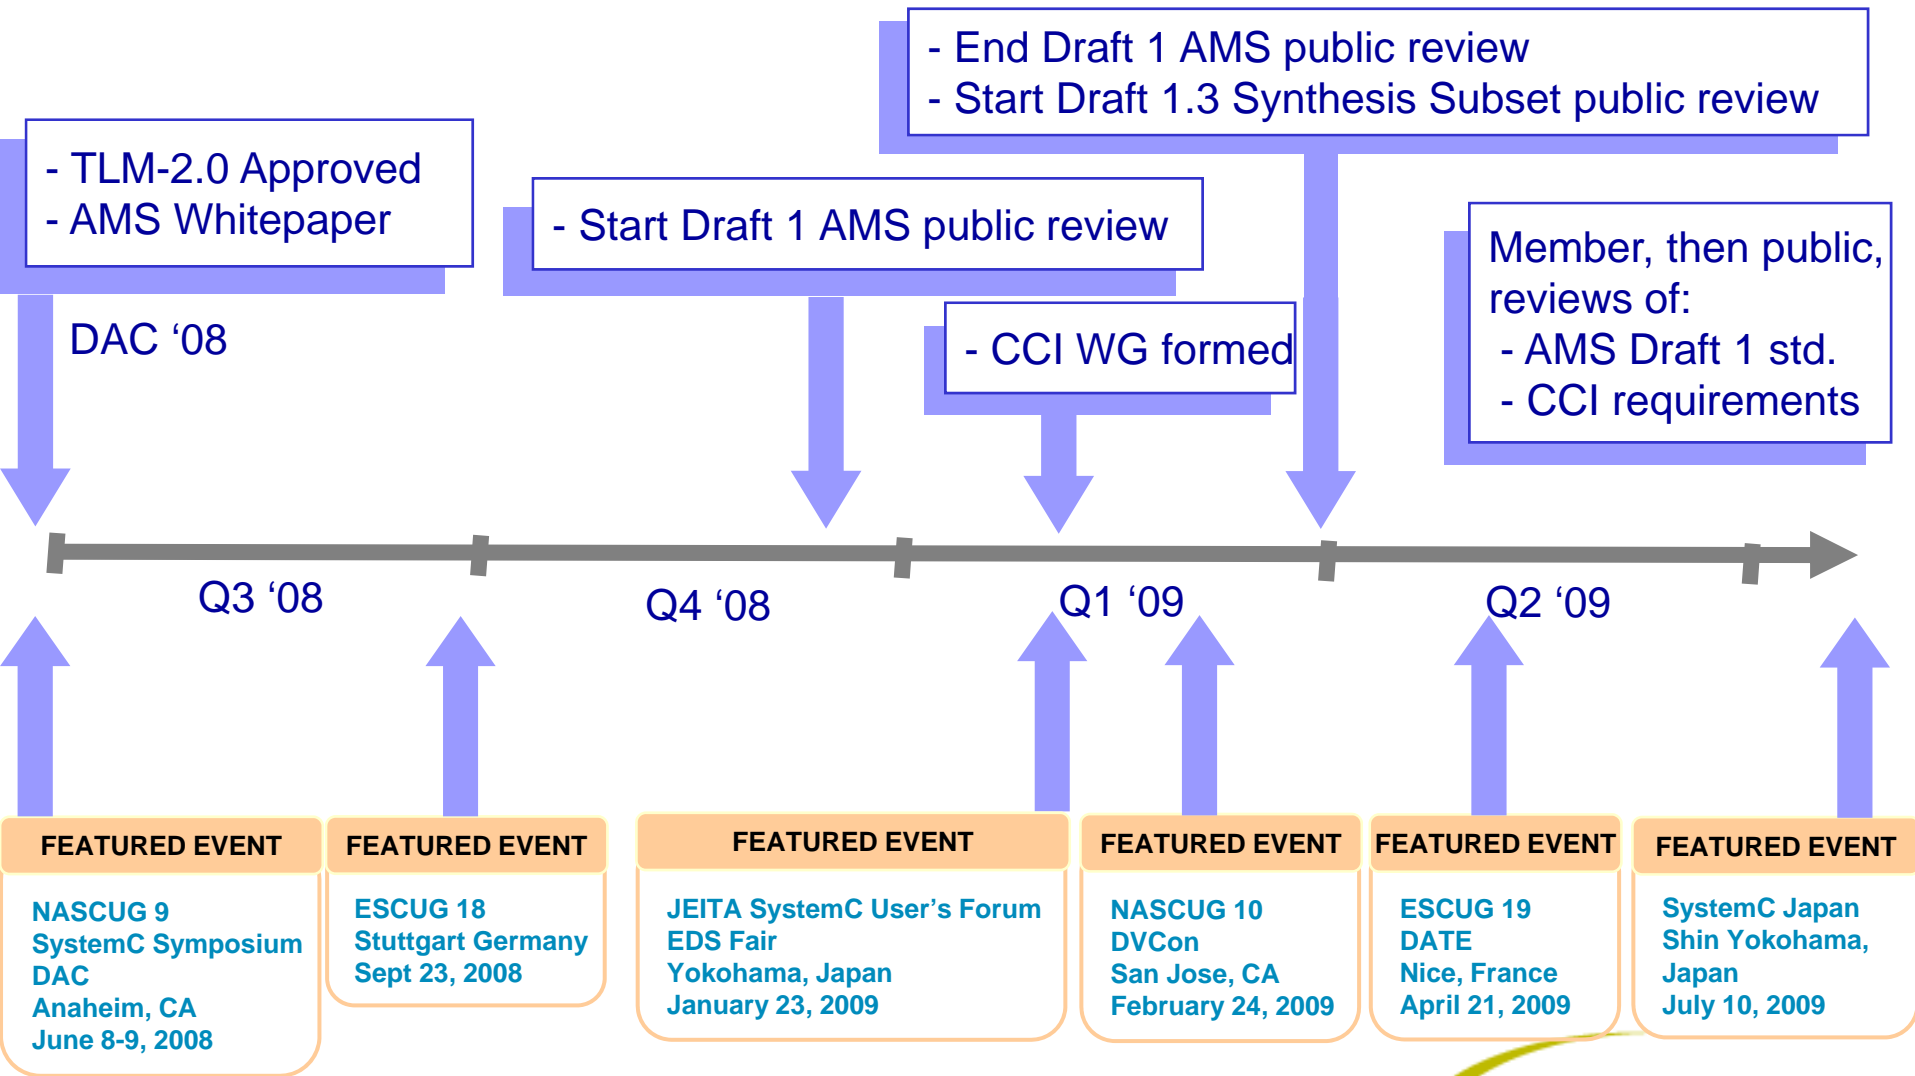 - End Draft 1 AMS public review
- Start Draft 1.3 Synthesis Subset public review
- TLM-2.0 Approved
- AMS Whitepaper
- Start Draft 1 AMS public review
Member, then public,
reviews of:
- AMS Draft 1 std.
- CCI requirements
DAC ‘08
- CCI WG formed
Q3 ‘08
Q4 ‘08
Q1 ‘09
Q2 ‘09
FEATURED EVENT
NASCUG 9
SystemC Symposium
DAC
Anaheim, CA
June 8-9, 2008
FEATURED EVENT
ESCUG 18
Stuttgart Germany
Sept 23, 2008
FEATURED EVENT
JEITA SystemC User’s Forum
EDS Fair
Yokohama, Japan
January 23, 2009
FEATURED EVENT
NASCUG 10
DVCon
San Jose, CA
February 24, 2009
FEATURED EVENT
ESCUG 19
DATE
Nice, France
April 21, 2009
FEATURED EVENT
SystemC Japan
Shin Yokohama,
Japan
July 10, 2009